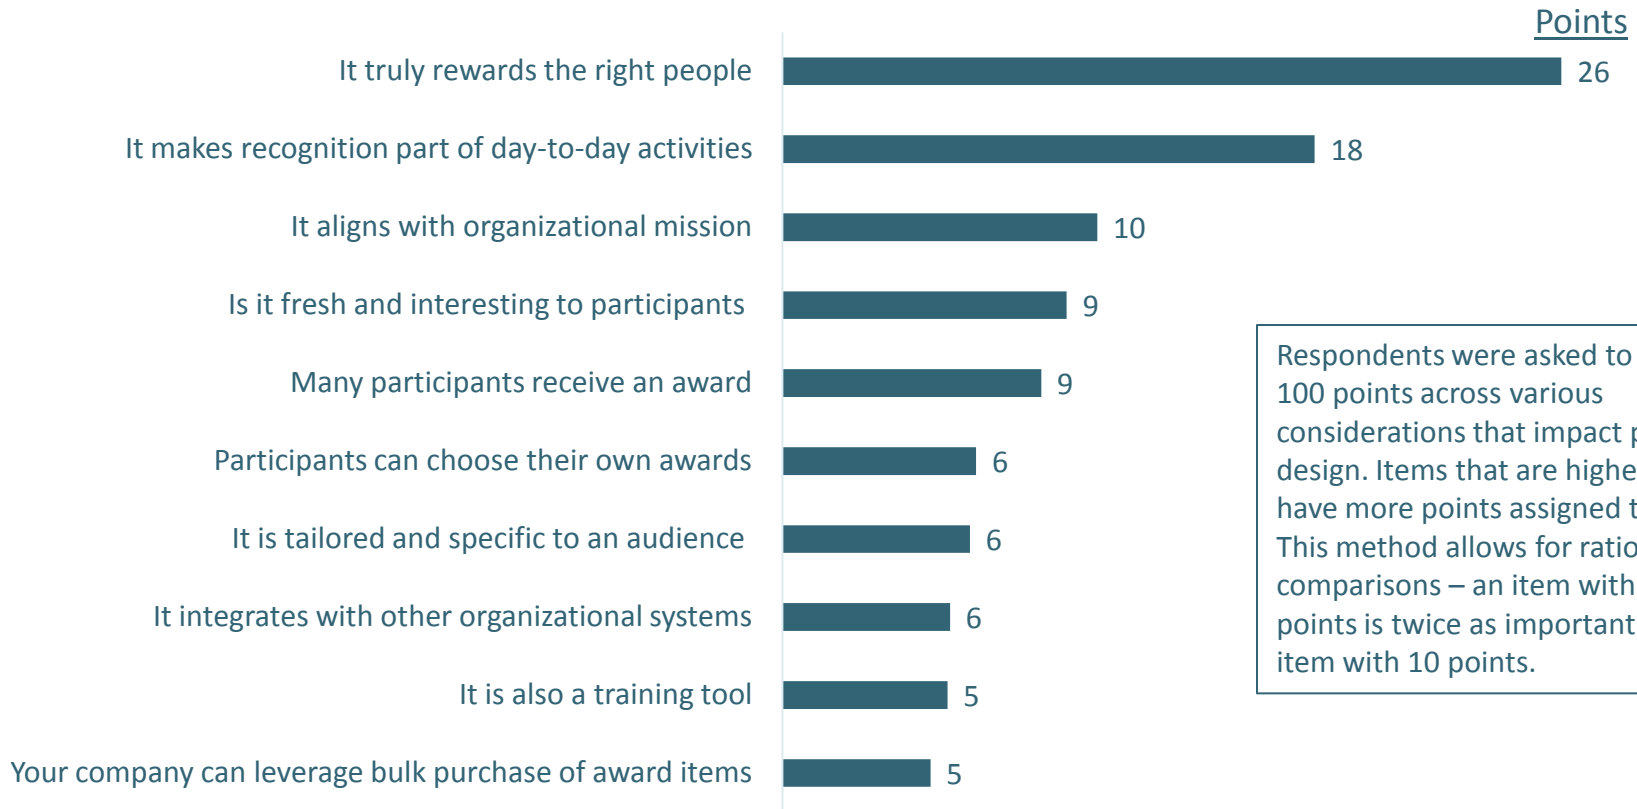 Points
It truly rewards the right people 26
It makes recognition part of day-to-day activities 18
It aligns with organizational mission 10
Is it fresh and interesting to participants 9
Many participants receive an award 9
Participants can choose their own awards 6
It is tailored and specific to an audience 6
It integrates with other organizational systems 6
It is also a training tool 5
Your company can leverage bulk purchase of award items 5
Respondents were asked to
100 points across various
considerations that impact
design. Items that are
have more points assigned
This method allows for ratio
comparisons – an item with
points is twice as important
item with 10 points.